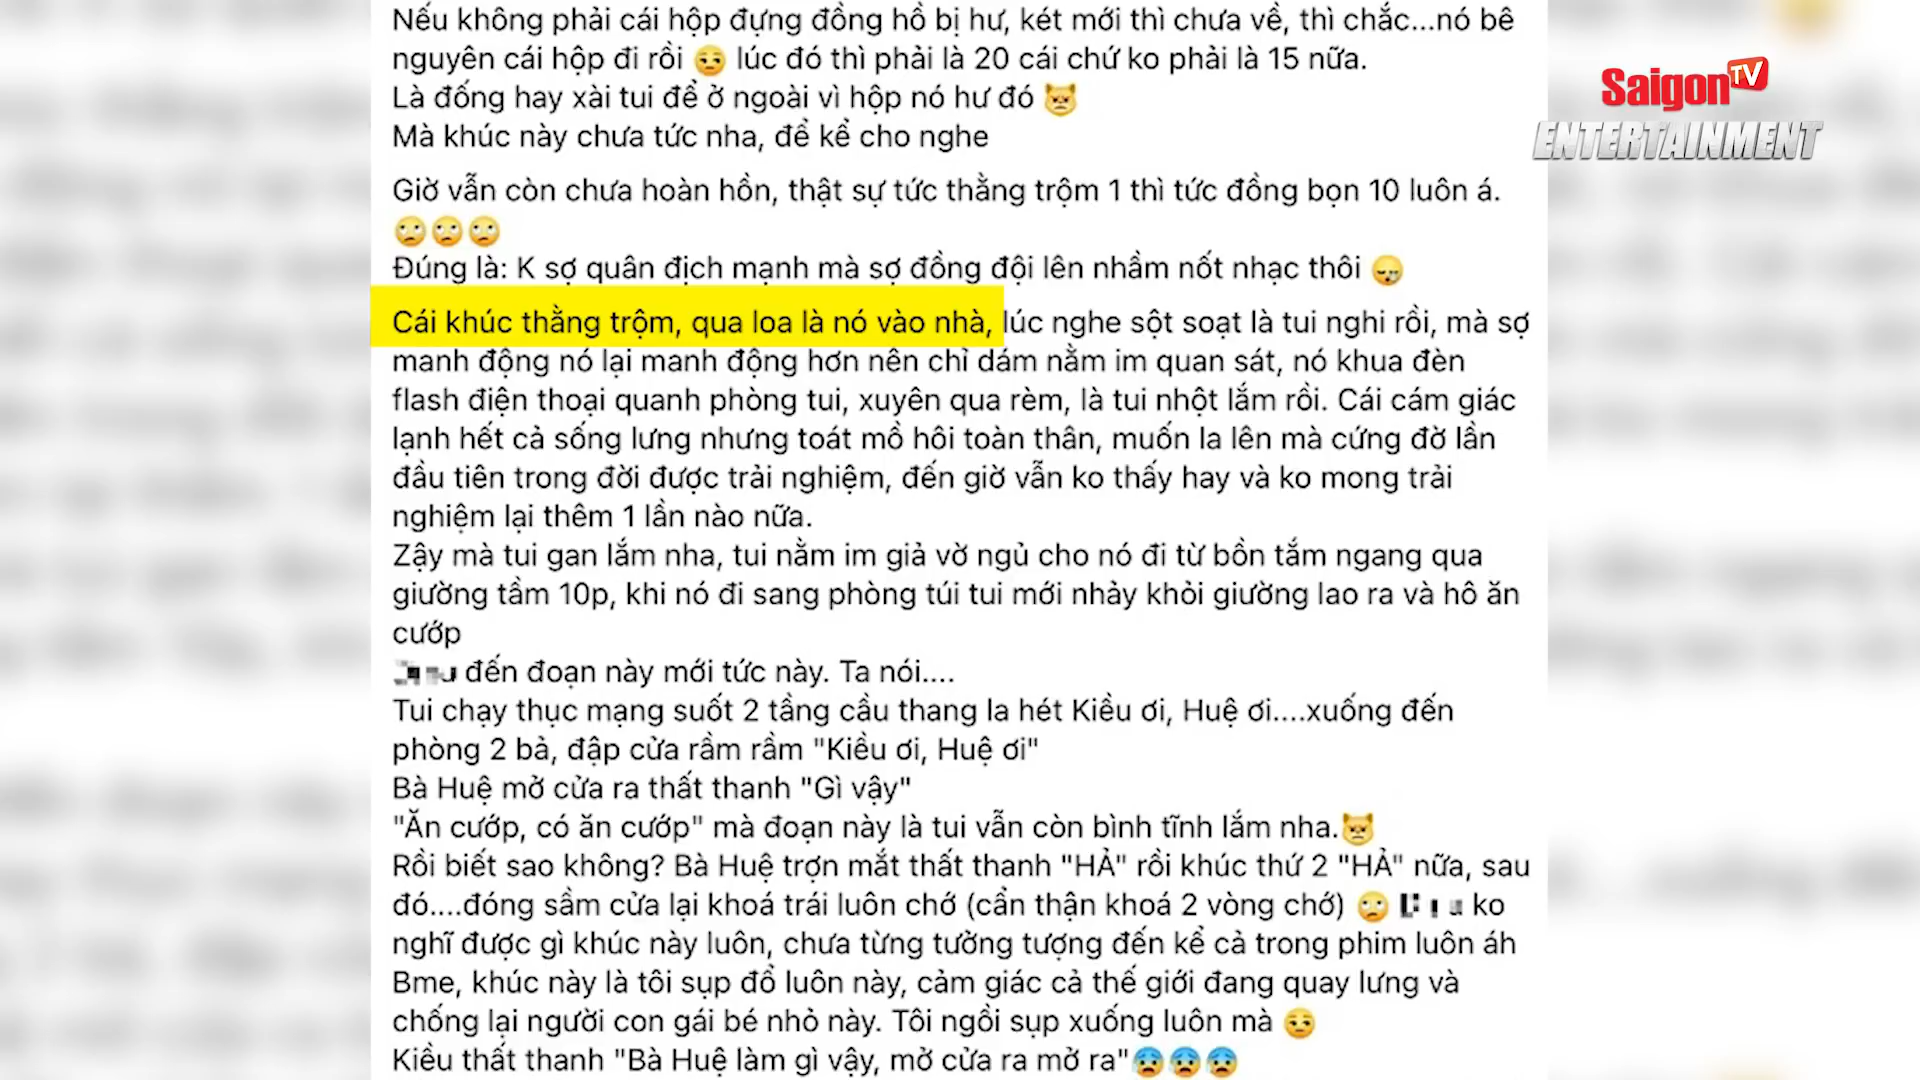 Nếu không phải cái hộp đựng đồng hồ bị hư, két mới thì chưa về, thì chắc...nó bê
nguyên cái hộp đi rồi 😒 lúc đó thì phải là 20 cái chứ ko phải là 15 nữa.
Là đống hay xài tui để ở ngoài vì hộp nó hư đó 😾
Mà khúc này chưa tức nha, để kể cho nghe
Giờ vẫn còn chưa hoàn hồn, thật sự tức thằng trộm 1 thì tức đồng bọn 10 luôn á.
🙄🙄🙄
Đúng là: K sợ quân địch mạnh mà sợ đồng đội lên nhầm nốt nhạc thôi 😪
Cái khúc thằng trộm, qua loa là nó vào nhà, lúc nghe sột soạt là tui nghi rồi, mà sợ
manh động nó lại manh động hơn nên chỉ dám nằm im quan sát, nó khua đèn
flash điện thoại quanh phòng tui, xuyên qua rèm, là tui nhột lắm rồi. Cái cám giác
lạnh hết cả sống lưng nhưng toát mồ hôi toàn thân, muốn la lên mà cứng đờ lần
đầu tiên trong đời được trải nghiệm, đến giờ vẫn ko thấy hay và ko mong trải
nghiệm lại thêm 1 lần nào nữa.
Zậy mà tui gan lắm nha, tui nằm im giả vờ ngủ cho nó đi từ bồn tắm ngang qua
giường tầm 10p, khi nó đi sang phòng túi tui mới nhảy khỏi giường lao ra và hô ăn
cướp
đến đoạn này mới tức này. Ta nói....
Tui chạy thục mạng suốt 2 tầng cầu thang la hét Kiều ơi, Huệ ơi....xuống đến
phòng 2 bả, đập cửa rầm rầm "Kiều ơi, Huệ ơi"
Bà Huệ mở cửa ra thất thanh "Gì vậy"
"Ăn cướp, có ăn cướp" mà đoạn này là tui vẫn còn bình tĩnh lắm nha.😾
Rồi biết sao không? Bà Huệ trợn mắt thất thanh "HẢ" rồi khúc thứ 2 "HẢ" nữa, sau
đó....đóng sầm cửa lại khoá trái luôn chớ (cẩn thận khoá 2 vòng chớ) 🙄 ko
nghĩ được gì khúc này luôn, chưa từng tưởng tượng đến kể cả trong phim luôn áh
Bme, khúc này là tôi sụp đổ luôn này, cảm giác cả thế giới đang quay lưng và
chống lại người con gái bé nhỏ này. Tôi ngồi sụp xuống luôn mà 😒
Kiều thất thanh "Bà Huệ làm gì vậy, mở cửa ra mở ra"😰😰😰
Saigon TV
ENTERTAINMENT